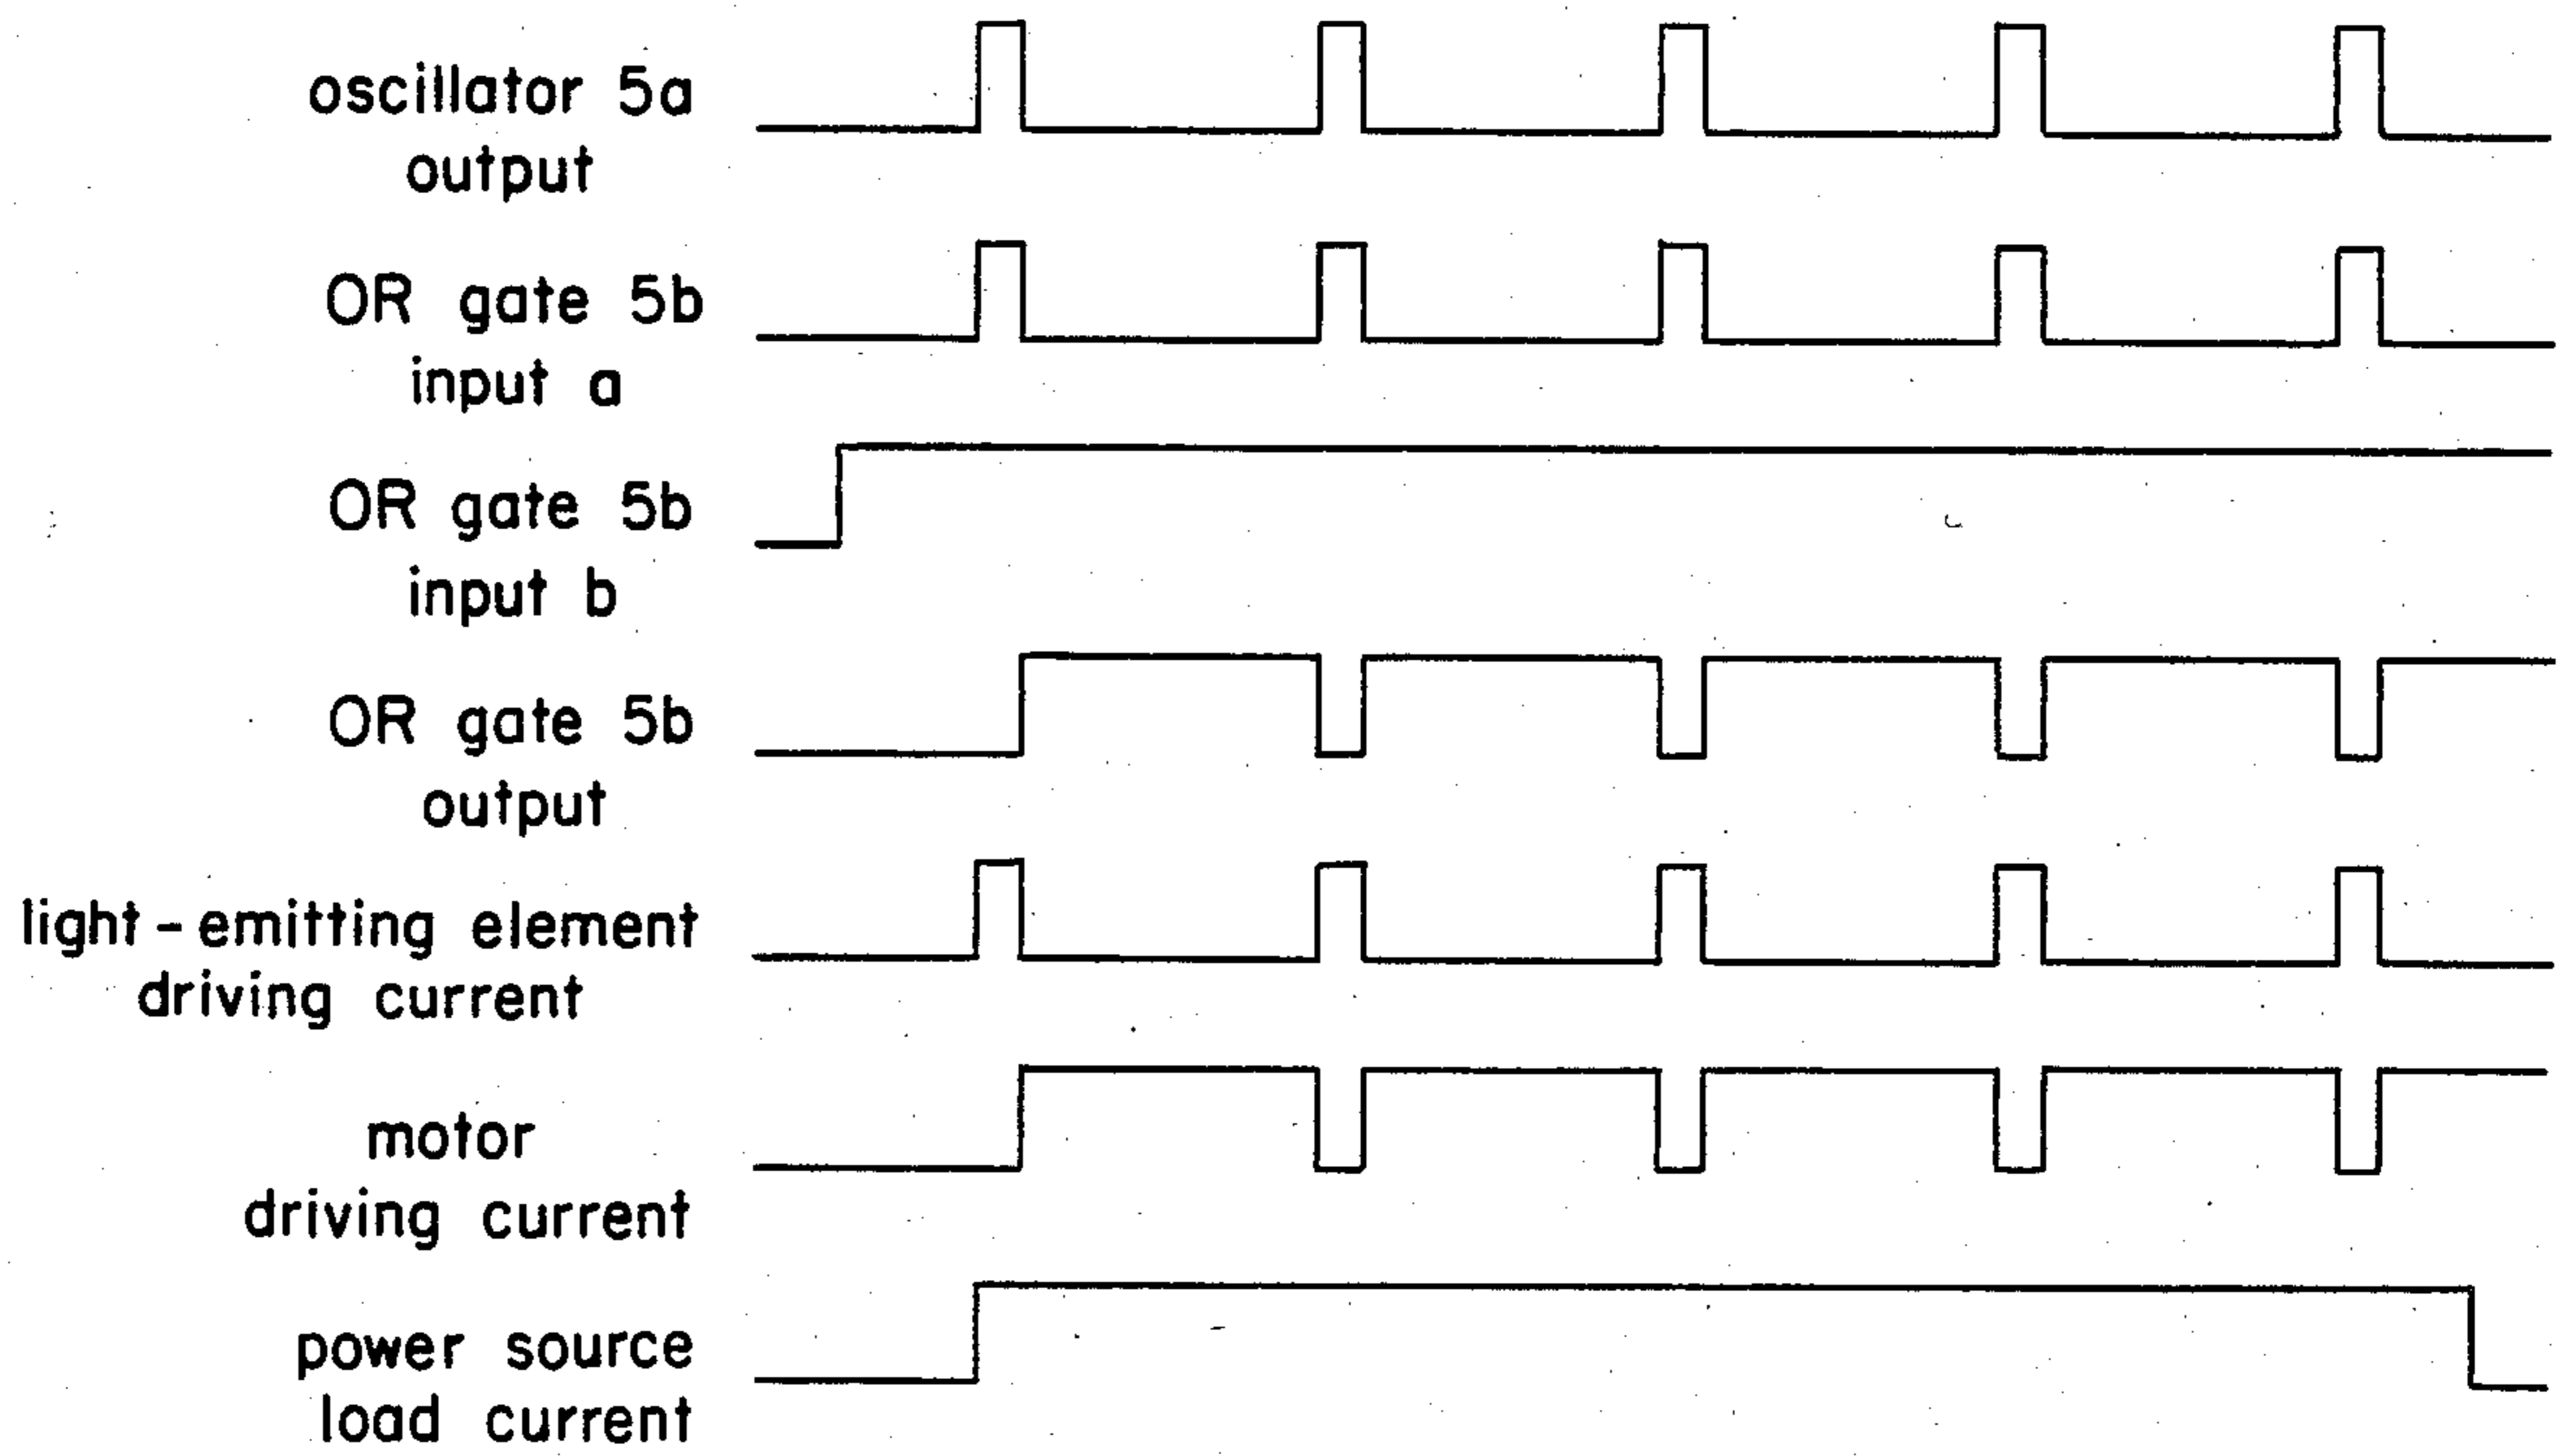 oscillator 5a
output
OR gate 5b
input a
OR gate 5b
input b
OR gate 5b
output
light-emitting element
driving current
motor
driving current
power source
load current